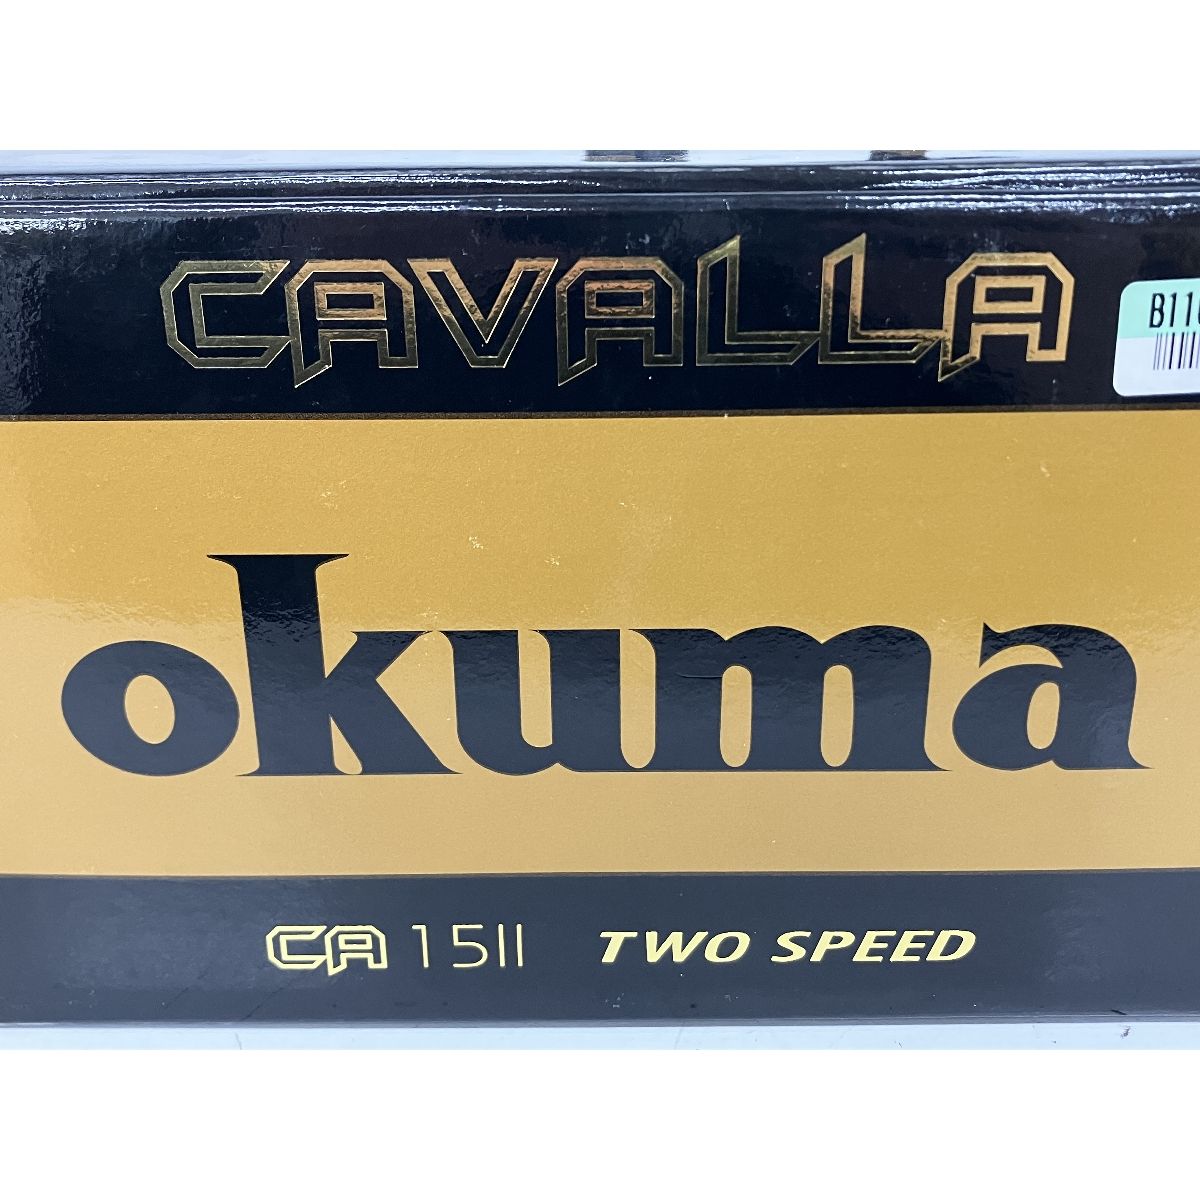 CAVALLA
okuma
CA 15II TWO SPEED